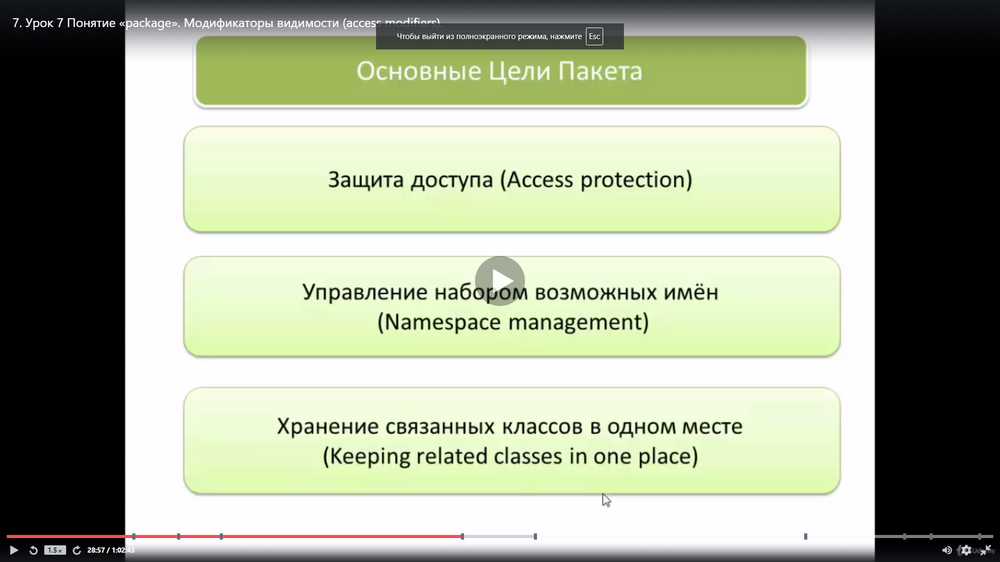 7. Урок 7 Понятие «package». Модификаторы видимости (access modifiers).
Чтобы выйти из полноэкранного режима, нажмите Esc
Основные Цели Пакета
Защита доступа (Access protection)
Управление набором возможных имён
(Namespace management)
Хранение связанных классов в одном месте
(Keeping related classes in one place)
1.5× 28:57 / 1:02:43
Udemy